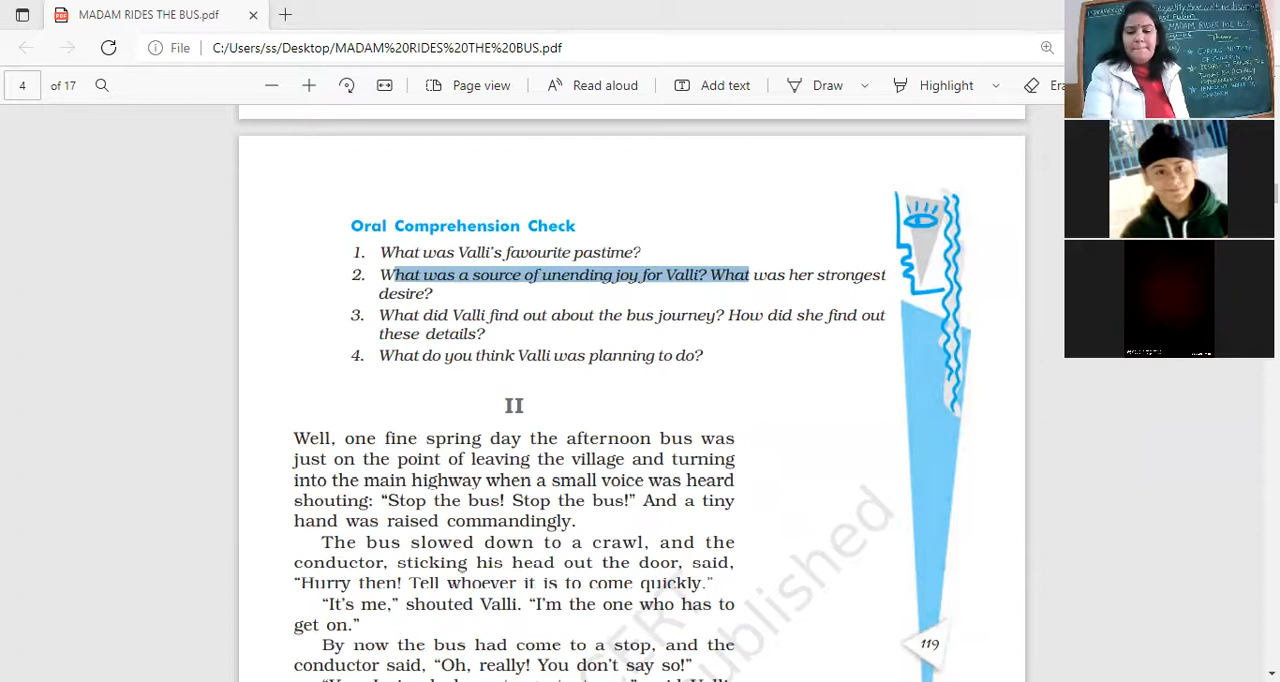 MADAM RIDES THE BUS.pdf
File C:/Users/ss/Desktop/MADAM%20RIDES%20THE%20BUS.pdf
4 of 17 Page view Read aloud Add text Draw Highlight Era
MADAM RIDES THE BUS
Theme
Oral Comprehension Check
1. What was Valli's favourite pastime?
2. What was a source of unending joy for Valli? What was her strongest
desire?
3. What did Valli find out about the bus journey? How did she find out
these details?
4. What do you think Valli was planning to do?
II
Well, one fine spring day the afternoon bus was
just on the point of leaving the village and turning
into the main highway when a small voice was heard
shouting: “Stop the bus! Stop the bus!” And a tiny
hand was raised commandingly.
The bus slowed down to a crawl, and the
conductor, sticking his head out the door, said,
“Hurry then! Tell whoever it is to come quickly.”
“It's me,” shouted Valli. “I'm the one who has to
get on.”
By now the bus had come to a stop, and the
conductor said, “Oh, really! You don't say so!”
119